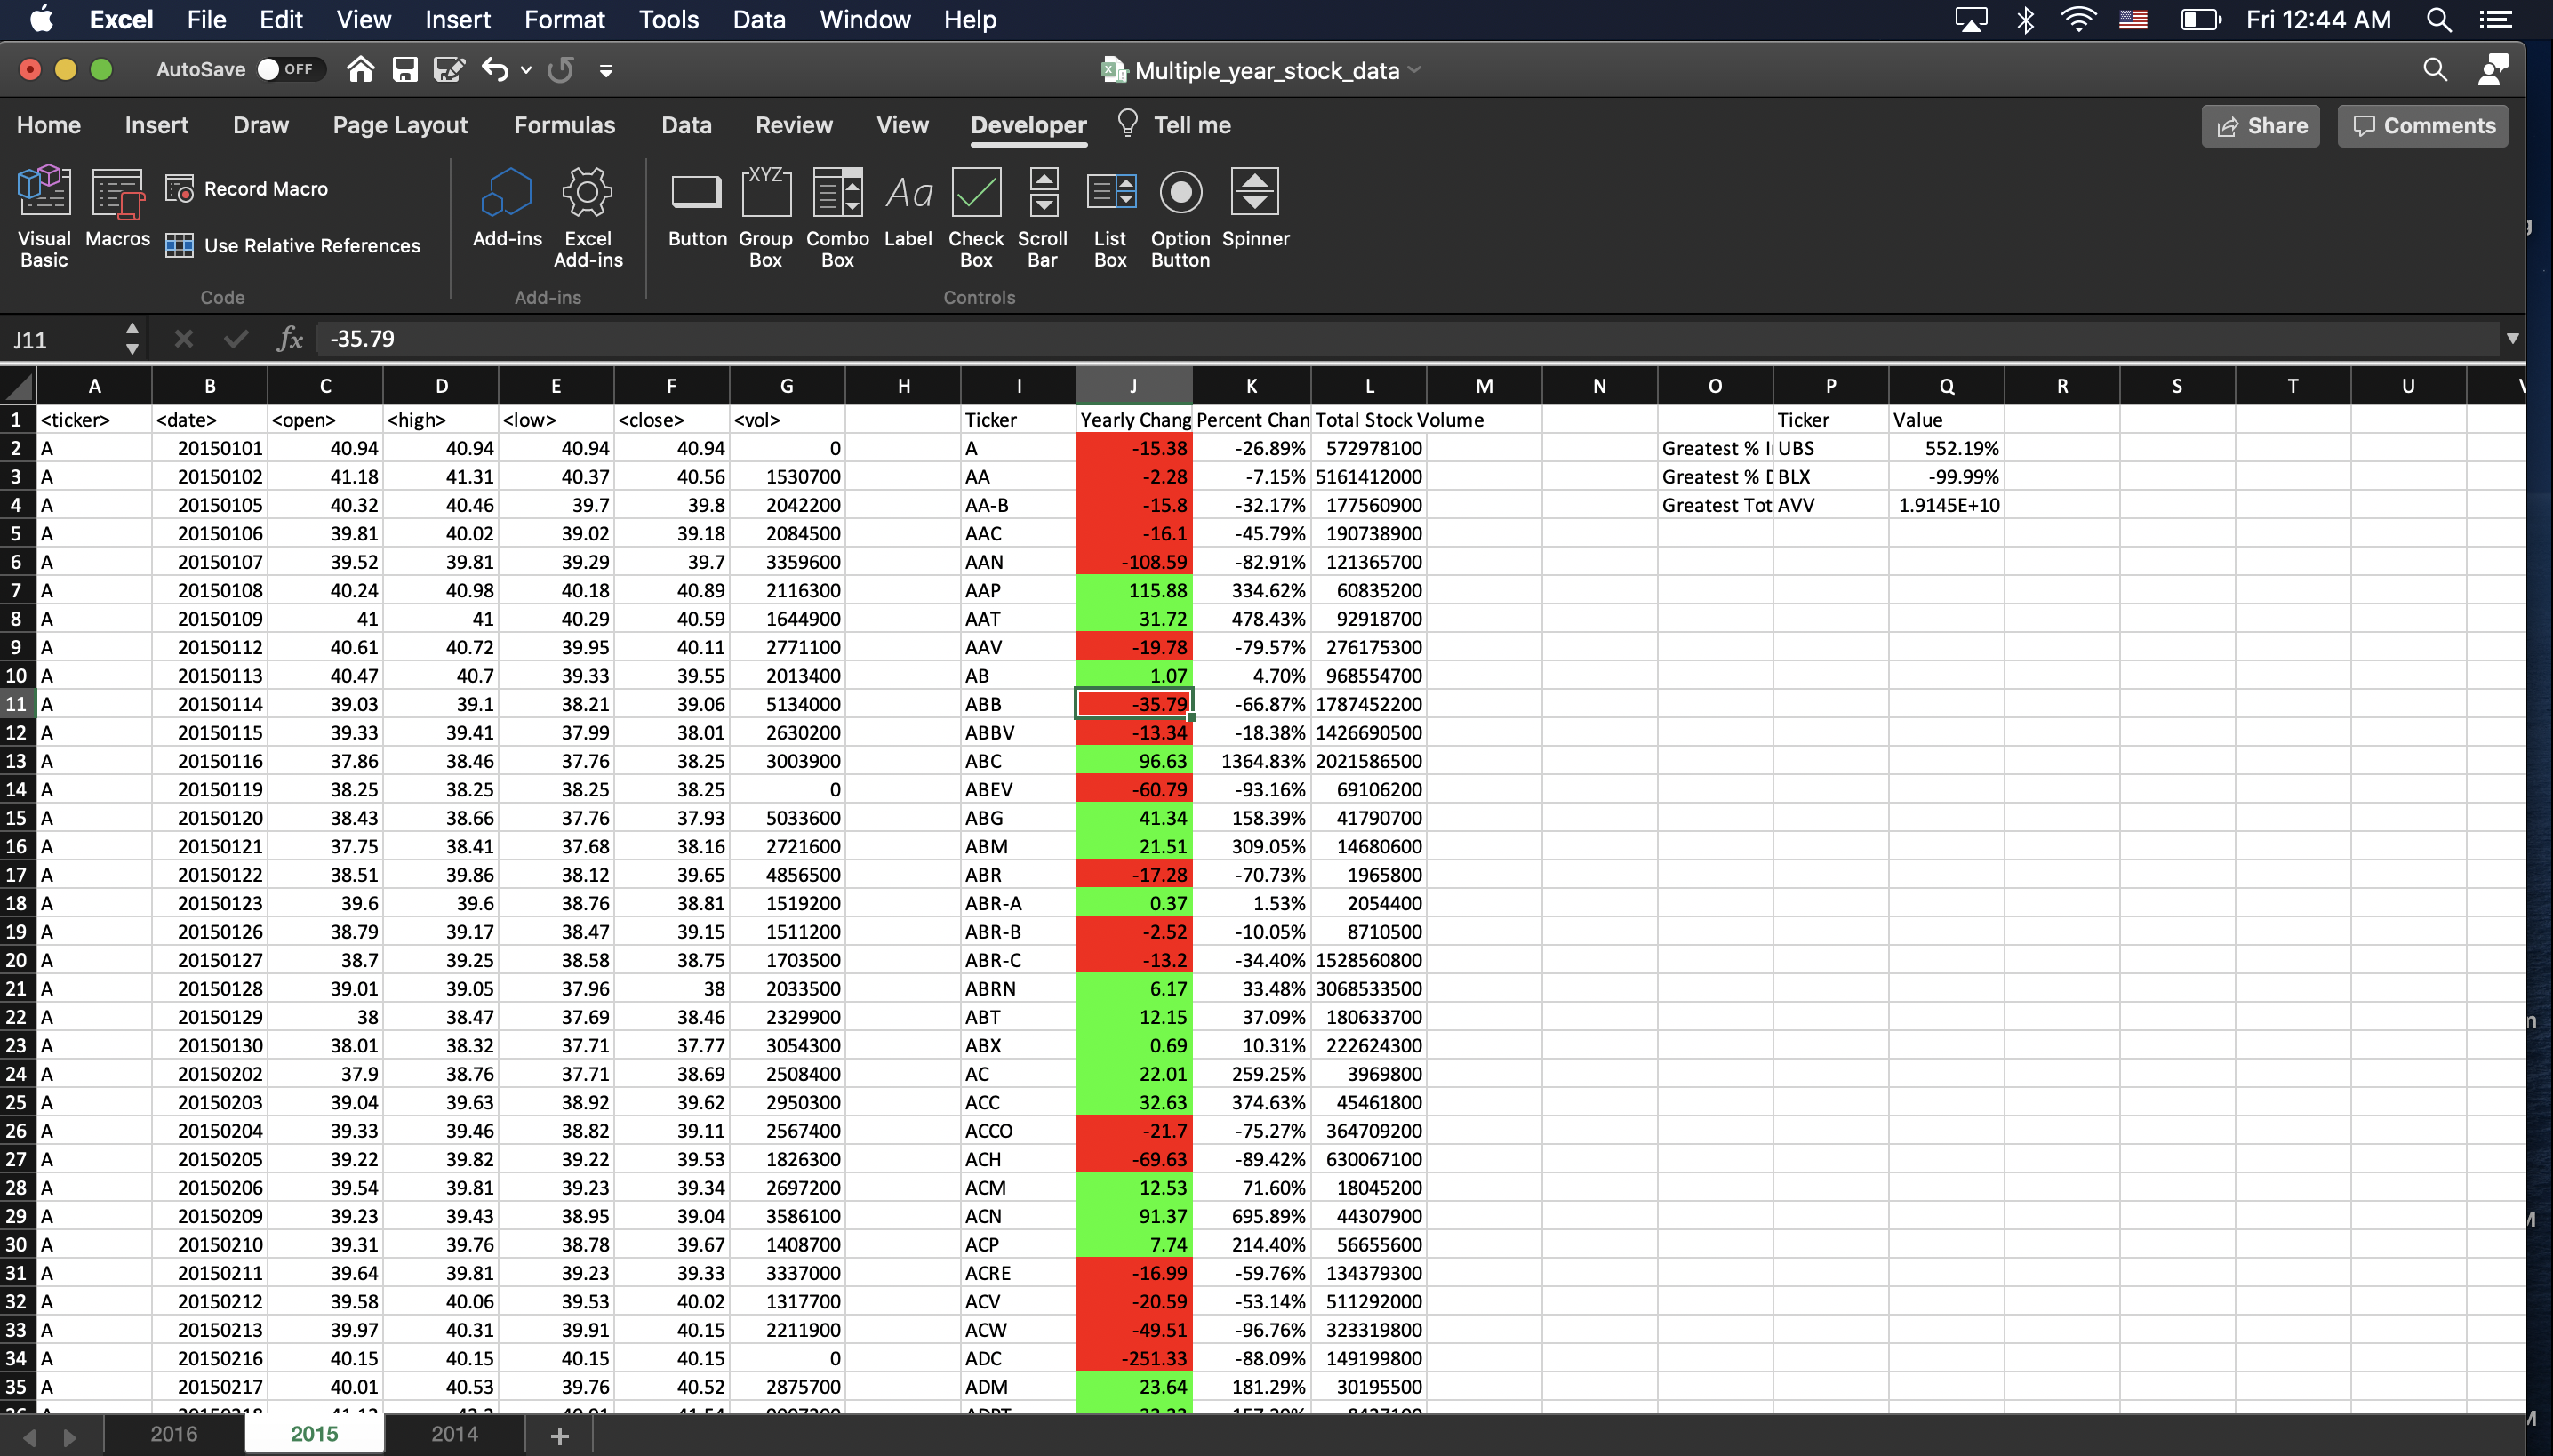 Excel File Edit View Insert Format Tools Data Window Help Fri 12:44 AM
AutoSave OFF Multiple_year_stock_data
Home Insert Draw Page Layout Formulas Data Review View Developer Tell me Share Comments
Visual Basic Macros Record Macro Use Relative References Add-ins Excel Add-ins Button Group Box Combo Box Label Check Box Scroll Bar List Box Option Button Spinner
XYZ Aa
Code Add-ins Controls
J11 fx -35.79
A B C D E F G H I J K L M N O P Q R S T U
1 <ticker> <date> <open> <high> <low> <close> <vol> Ticker Yearly Chang Percent Chan Total Stock Volume Ticker Value
2 A 20150101 40.94 40.94 40.94 40.94 0 A -15.38 -26.89% 572978100 Greatest % I UBS 552.19%
3 A 20150102 41.18 41.31 40.37 40.56 1530700 AA -2.28 -7.15% 5161412000 Greatest % D BLX -99.99%
4 A 20150105 40.32 40.46 39.7 39.8 2042200 AA-B -15.8 -32.17% 177560900 Greatest Tot AVV 1.9145E+10
5 A 20150106 39.81 40.02 39.02 39.18 2084500 AAC -16.1 -45.79% 190738900
6 A 20150107 39.52 39.81 39.29 39.7 3359600 AAN -108.59 -82.91% 121365700
7 A 20150108 40.24 40.98 40.18 40.89 2116300 AAP 115.88 334.62% 60835200
8 A 20150109 41 41 40.29 40.59 1644900 AAT 31.72 478.43% 92918700
9 A 20150112 40.61 40.72 39.95 40.11 2771100 AAV -19.78 -79.57% 276175300
10 A 20150113 40.47 40.7 39.33 39.55 2013400 AB 1.07 4.70% 968554700
11 A 20150114 39.03 39.1 38.21 39.06 5134000 ABB -35.79 -66.87% 1787452200
12 A 20150115 39.33 39.41 37.99 38.01 2630200 ABBV -13.34 -18.38% 1426690500
13 A 20150116 37.86 38.46 37.76 38.25 3003900 ABC 96.63 1364.83% 2021586500
14 A 20150119 38.25 38.25 38.25 38.25 0 ABEV -60.79 -93.16% 69106200
15 A 20150120 38.43 38.66 37.76 37.93 5033600 ABG 41.34 158.39% 41790700
16 A 20150121 37.75 38.41 37.68 38.16 2721600 ABM 21.51 309.05% 14680600
17 A 20150122 38.51 39.86 38.12 39.65 4856500 ABR -17.28 -70.73% 1965800
18 A 20150123 39.6 39.6 38.76 38.81 1519200 ABR-A 0.37 1.53% 2054400
19 A 20150126 38.79 39.17 38.47 39.15 1511200 ABR-B -2.52 -10.05% 8710500
20 A 20150127 38.7 39.25 38.58 38.75 1703500 ABR-C -13.2 -34.40% 1528560800
21 A 20150128 39.01 39.05 37.96 38 2033500 ABRN 6.17 33.48% 3068533500
22 A 20150129 38 38.47 37.69 38.46 2329900 ABT 12.15 37.09% 180633700
23 A 20150130 38.01 38.32 37.71 37.77 3054300 ABX 0.69 10.31% 222624300
24 A 20150202 37.9 38.76 37.71 38.69 2508400 AC 22.01 259.25% 3969800
25 A 20150203 39.04 39.63 38.92 39.62 2950300 ACC 32.63 374.63% 45461800
26 A 20150204 39.33 39.46 38.82 39.11 2567400 ACCO -21.7 -75.27% 364709200
27 A 20150205 39.22 39.82 39.22 39.53 1826300 ACH -69.63 -89.42% 630067100
28 A 20150206 39.54 39.81 39.23 39.34 2697200 ACM 12.53 71.60% 18045200
29 A 20150209 39.23 39.43 38.95 39.04 3586100 ACN 91.37 695.89% 44307900
30 A 20150210 39.31 39.76 38.78 39.67 1408700 ACP 7.74 214.40% 56655600
31 A 20150211 39.64 39.81 39.23 39.33 3337000 ACRE -16.99 -59.76% 134379300
32 A 20150212 39.58 40.06 39.53 40.02 1317700 ACV -20.59 -53.14% 511292000
33 A 20150213 39.97 40.31 39.91 40.15 2211900 ACW -49.51 -96.76% 323319800
34 A 20150216 40.15 40.15 40.15 40.15 0 ADC -251.33 -88.09% 149199800
35 A 20150217 40.01 40.53 39.76 40.52 2875700 ADM 23.64 181.29% 30195500
2016 2015 2014 +